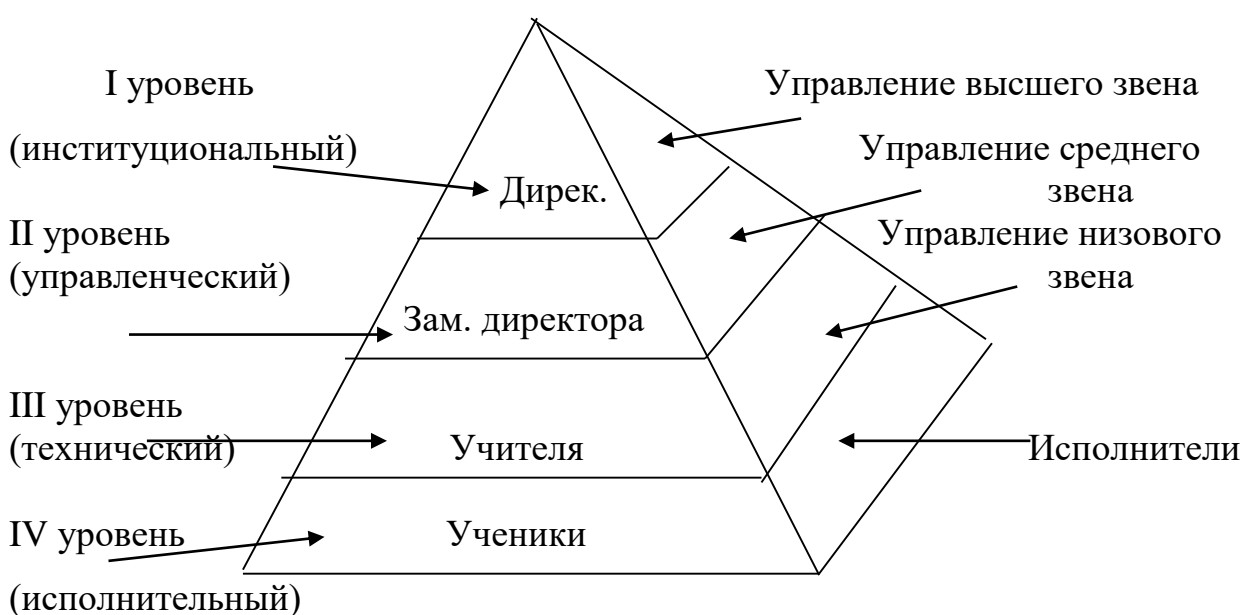 I уровень
(институциональный)
II уровень
(управленческий)
III уровень
(технический)
IV уровень
(исполнительный)
Дирек.
Зам. директора
Учителя
Ученики
Управление высшего звена
Управление среднего
звена
Управление низового
звена
Исполнители